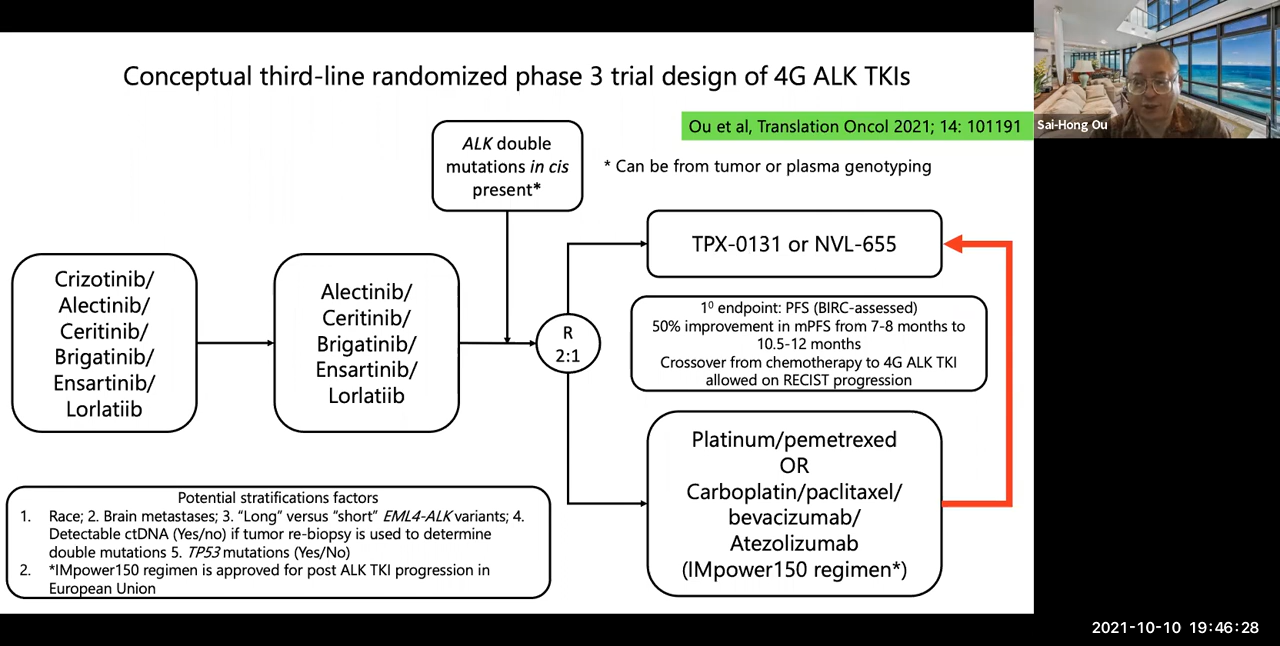 Conceptual third-line randomized phase 3 trial design of 4G ALK TKIs
Ou et al, Translation Oncol 2021; 14: 101191
Sai-Hong Ou
ALK double
mutations in cis
present*
* Can be from tumor or plasma genotyping
Crizotinib/
Alectinib/
Ceritinib/
Brigatinib/
Ensartinib/
Lorlatiib
Alectinib/
Ceritinib/
Brigatinib/
Ensartinib/
Lorlatiib
R
2:1
TPX-0131 or NVL-655
1⁰ endpoint: PFS (BIRC-assessed)
50% improvement in mPFS from 7-8 months to
10.5-12 months
Crossover from chemotherapy to 4G ALK TKI
allowed on RECIST progression
Platinum/pemetrexed
OR
Carboplatin/paclitaxel/
bevacizumab/
Atezolizumab
(IMpower150 regimen*)
Potential stratifications factors
1. Race; 2. Brain metastases; 3. “Long” versus “short” EML4-ALK variants; 4.
Detectable ctDNA (Yes/no) if tumor re-biopsy is used to determine
double mutations 5. TP53 mutations (Yes/No)
2. *IMpower150 regimen is approved for post ALK TKI progression in
European Union
2021-10-10 19:46:28